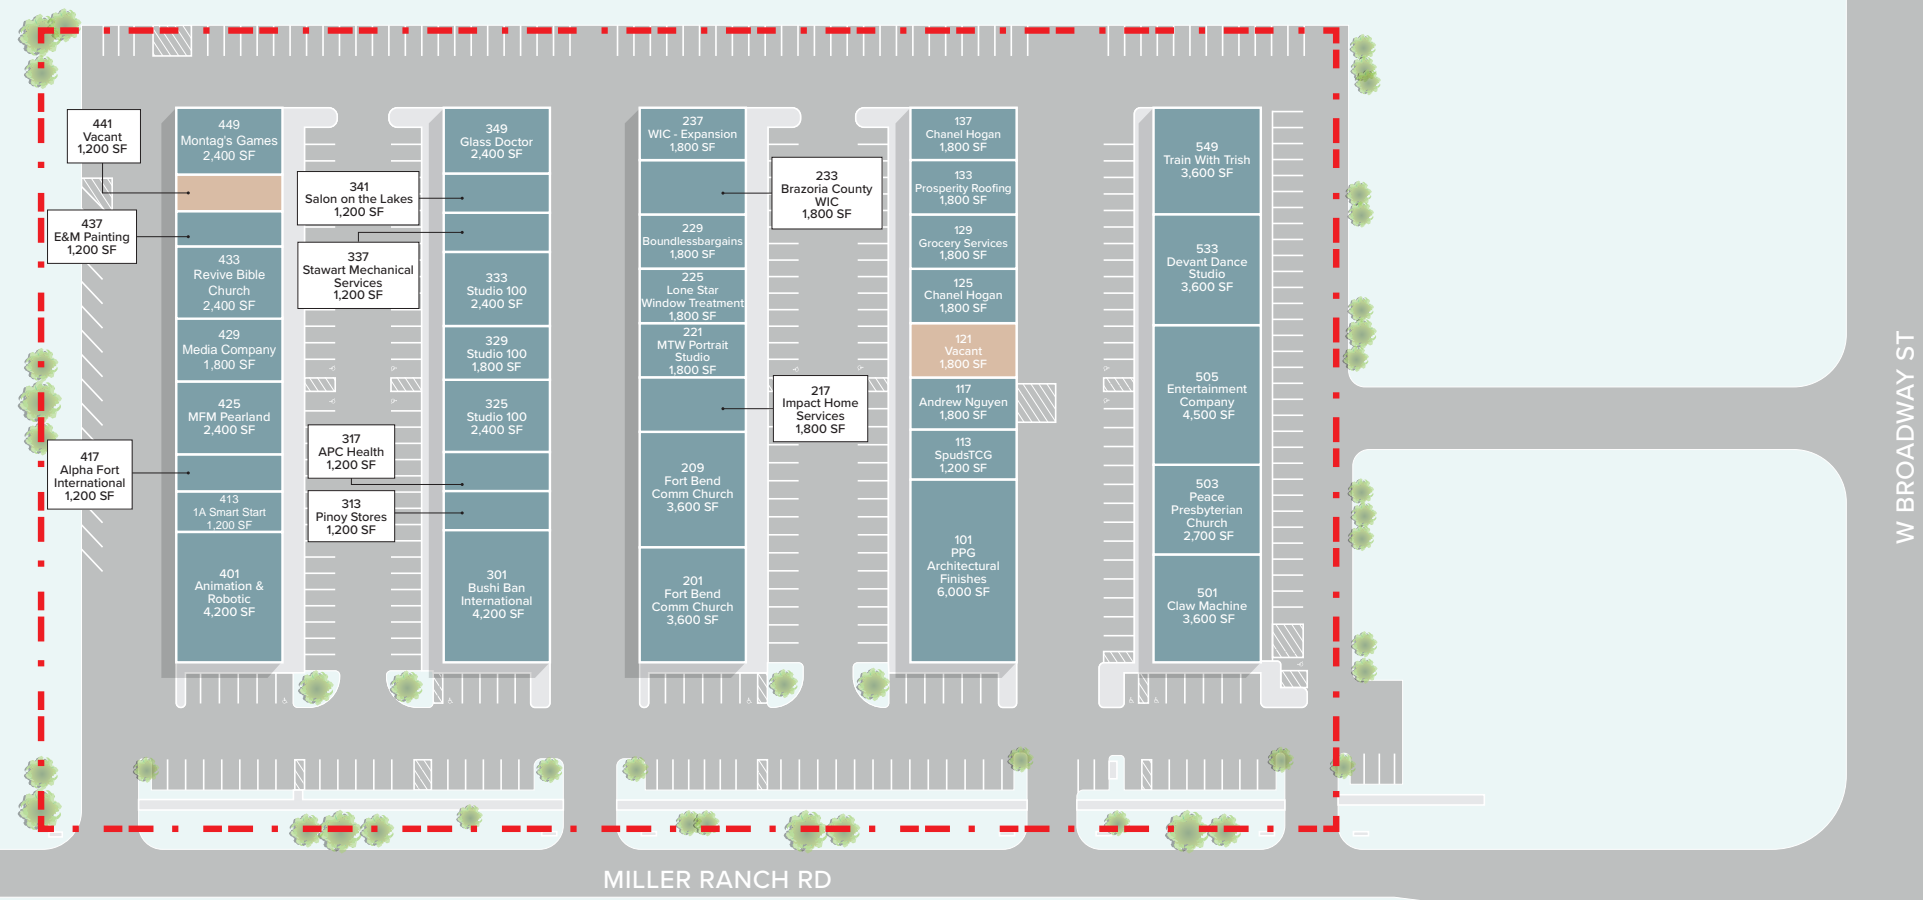 441
Vacant
1,200 SF
449
Montag's Games
2,400 SF
437
E&M Painting
1,200 SF
433
Revive Bible
Church
2,400 SF
429
Media Company
1,800 SF
425
MFM Pearland
2,400 SF
417
Alpha Fort
International
1,200 SF
413
1A Smart Start
1,200 SF
401
Animation &
Robotic
4,200 SF
349
Glass Doctor
2,400 SF
341
Salon on the Lakes
1,200 SF
337
Stawart Mechanical
Services
1,200 SF
333
Studio 100
2,400 SF
329
Studio 100
1,800 SF
325
Studio 100
2,400 SF
317
APC Health
1,200 SF
313
Pinoy Stores
1,200 SF
301
Bushi Ban
International
4,200 SF
237
WIC - Expansion
1,800 SF
233
Brazoria County
WIC
1,800 SF
229
Boundlessbargains
1,800 SF
225
Lone Star
Window Treatment
1,800 SF
221
MTW Portrait
Studio
1,800 SF
217
Impact Home
Services
1,800 SF
209
Fort Bend
Comm Church
3,600 SF
201
Fort Bend
Comm Church
3,600 SF
137
Chanel Hogan
1,800 SF
133
Prosperity Roofing
1,800 SF
129
Grocery Services
1,800 SF
125
Chanel Hogan
1,800 SF
121
Vacant
1,800 SF
117
Andrew Nguyen
1,800 SF
113
SpudsTCG
1,200 SF
101
PPG
Architectural
Finishes
6,000 SF
549
Train With Trish
3,600 SF
533
Devant Dance
Studio
3,600 SF
505
Entertainment
Company
4,500 SF
503
Peace
Presbyterian
Church
2,700 SF
501
Claw Machine
3,600 SF
W BROADWAY ST
MILLER RANCH RD